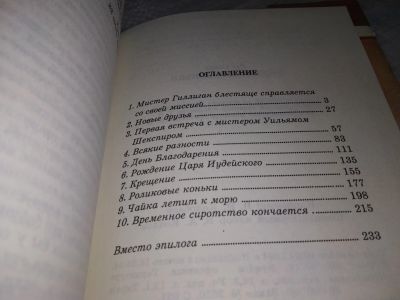 ОГЛАВЛЕНИЕ
1. Мистер Гиллиган блестяще справляется
со своей миссией.................... 3
2. Новые друзья .................... 27
3. Первая встреча с мистером Уильямом
Шекспиром .................... 57
4. Всякие разности .................... 83
5. День Благодарения .................... 111
6. Рождение Царя Иудейского .................... 135
7. Крещение .................... 155
8. Роликовые коньки .................... 177
9. Чайка летит к морю .................... 198
10. Временное сиротство кончается . 215
Вместо эпилога .................... 233